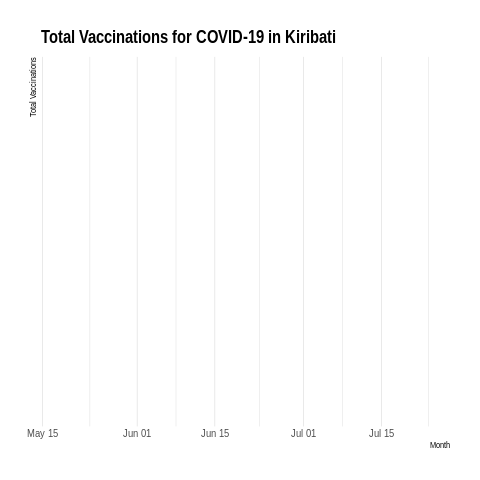 Total Vaccinations for COVID-19 in Kiribati
Total Vaccinations
May 15 Jun 01 Jun 15 Jul 01 Jul 15
Month